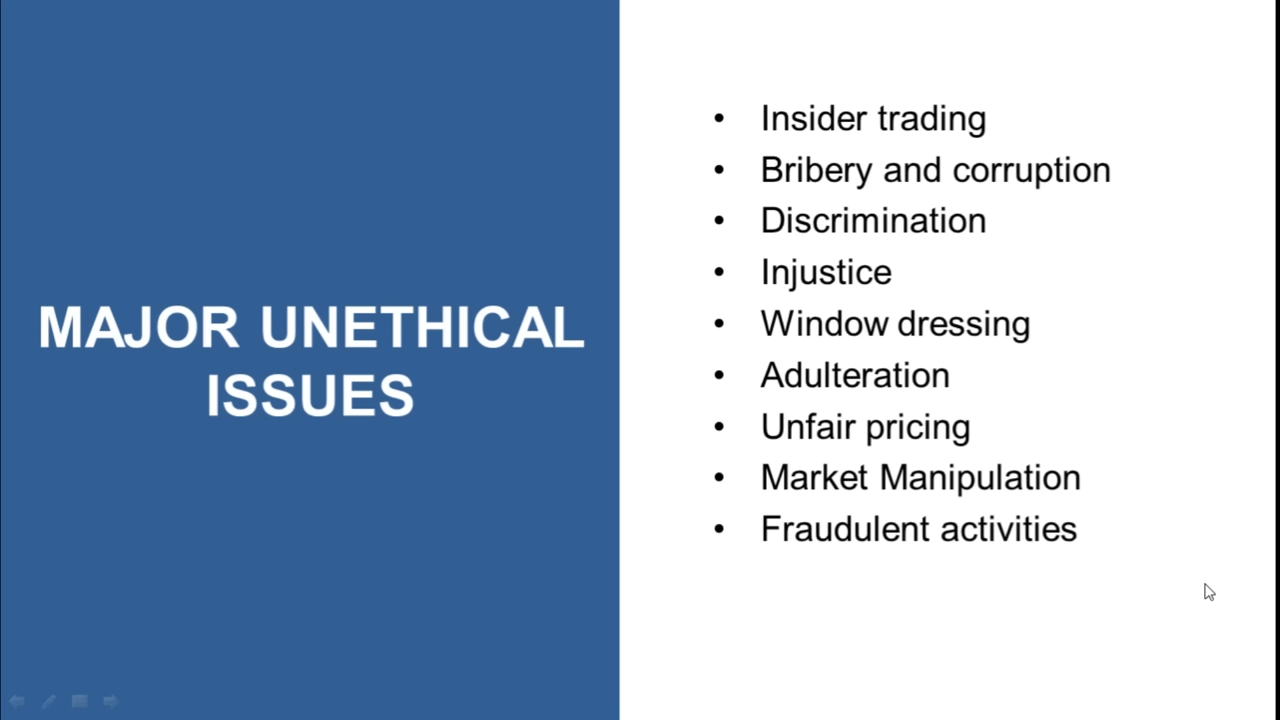 MAJOR UNETHICAL
ISSUES
• Insider trading
• Bribery and corruption
• Discrimination
• Injustice
• Window dressing
• Adulteration
• Unfair pricing
• Market Manipulation
• Fraudulent activities